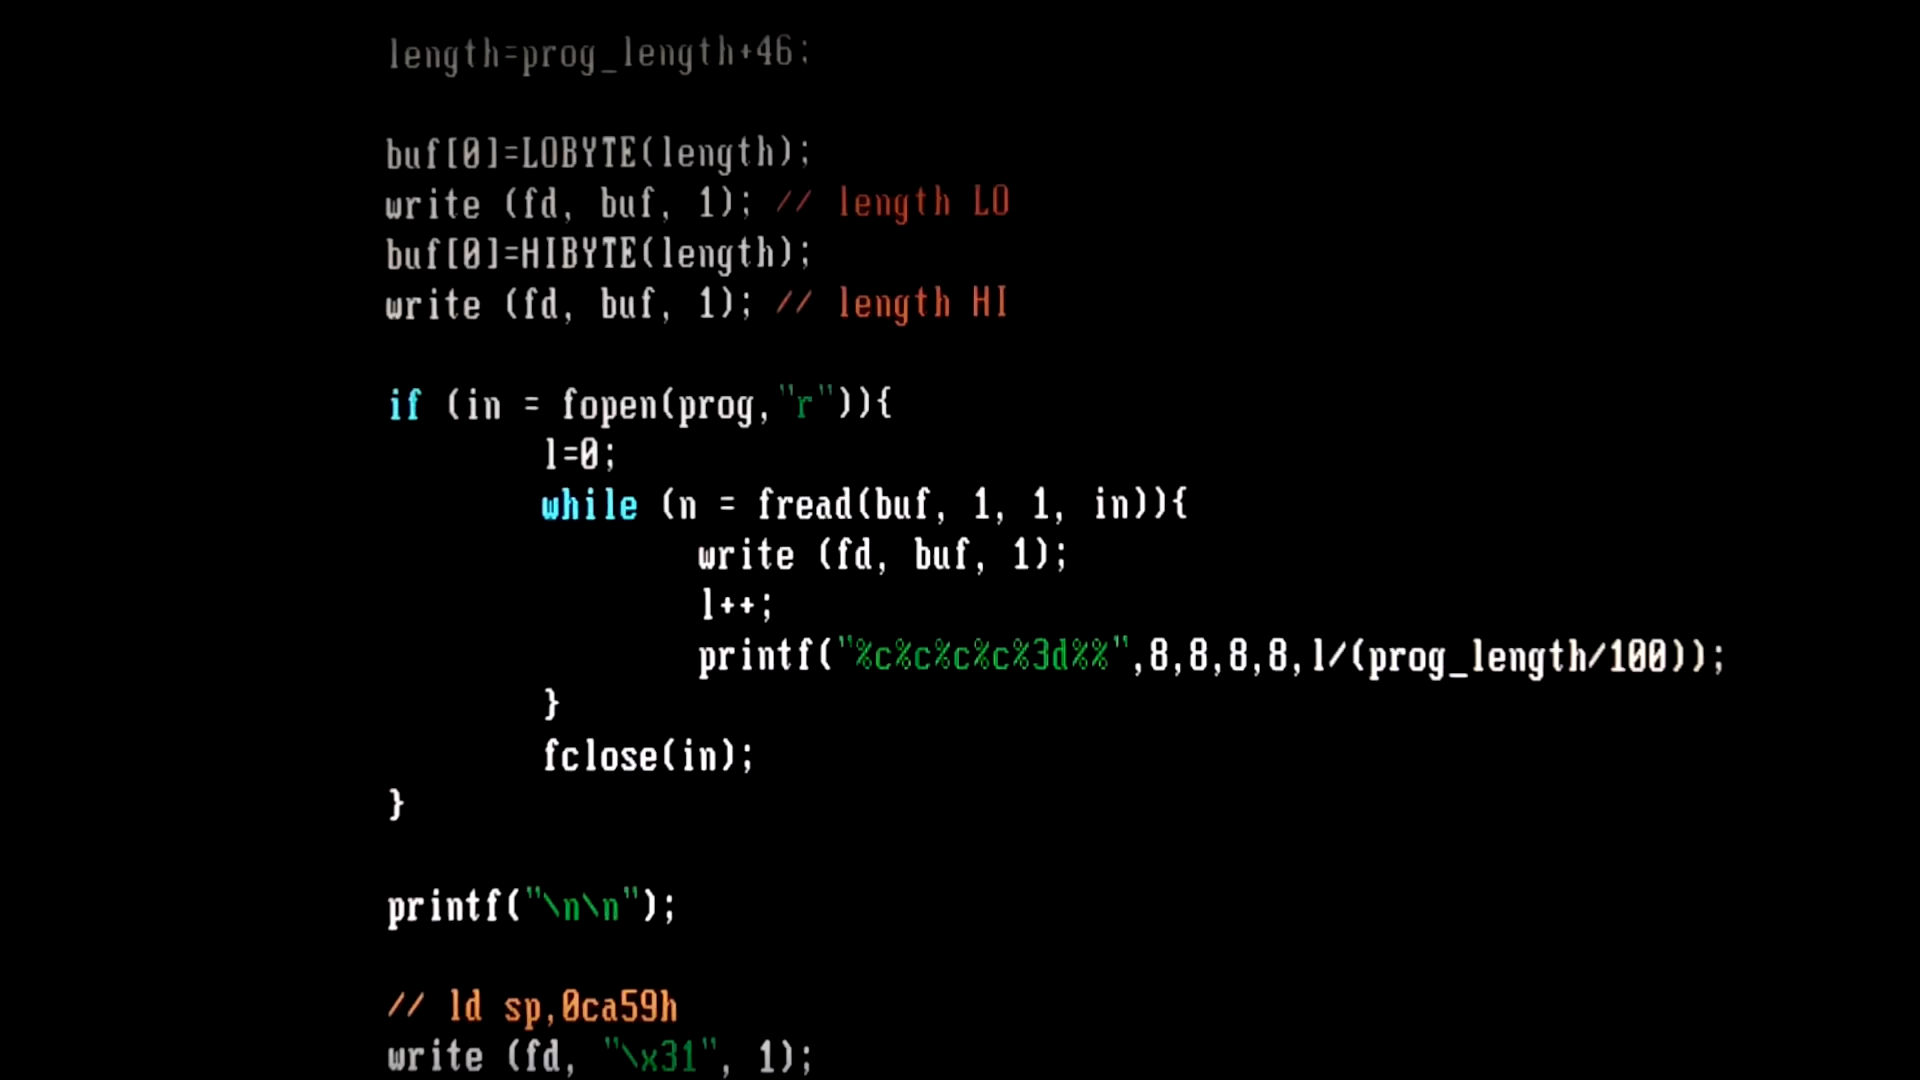 length=prog_length+46;
buf[0]=LOBYTE(length);
write (fd, buf, 1); // length LO
buf[0]=HIBYTE(length);
write (fd, buf, 1); // length HI
if (in = fopen(prog,"r")){
l=0;
while (n = fread(buf, 1, 1, in)){
write (fd, buf, 1);
l++;
printf("%c%c%c%c%3d%%",8,8,8,8,l/(prog_length/100));
}
fclose(in);
}
printf("\n\n");
// ld sp,0ca59h
write (fd, "\x31", 1);